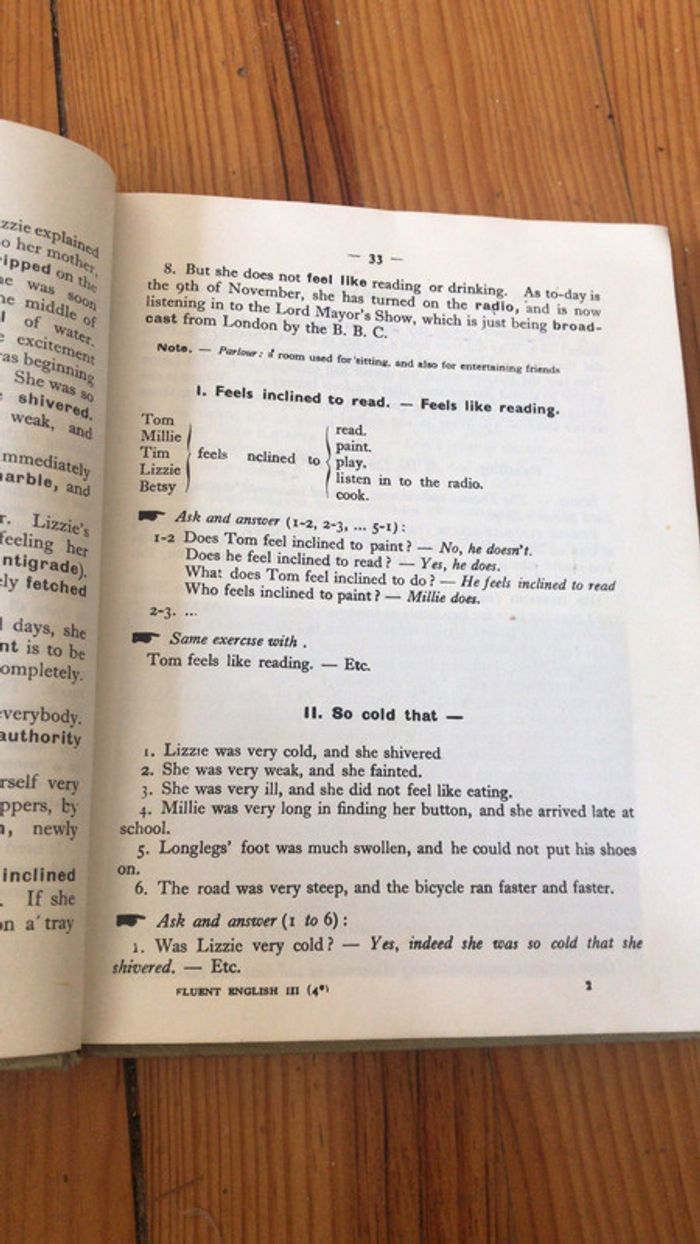 zzie explained
o her mother,
ipped on the
e was soon
ne middle of
l of water.
e excitement
as beginning
She was so
shivered.
weak, and
mmediately
arble, and
r. Lizzie's
feeling her
ntigrade).
ly fetched
l days, she
nt is to be
ompletely.
verybody.
authority
rself very
ppers, by
n, newly
inclined
. If she
on a tray
— 33 —
8. But she does not feel like reading or drinking. As to-day is
the 9th of November, she has turned on the radio, and is now
listening in to the Lord Mayor's Show, which is just being broad-
cast from London by the B. B. C.
Note. — Parlour: a room used for sitting, and also for entertaining friends
I. Feels inclined to read. — Feels like reading.
Tom
Millie
Tim
Lizzie
Betsy
feels nclined to
read.
paint.
play.
listen in to the radio.
cook.
Ask and answer (1-2, 2-3, ... 5-1):
1-2 Does Tom feel inclined to paint? — No, he doesn't.
Does he feel inclined to read? — Yes, he does.
What does Tom feel inclined to do? — He feels inclined to read
Who feels inclined to paint? — Millie does.
2-3. ...
Same exercise with .
Tom feels like reading. — Etc.
II. So cold that —
1. Lizzie was very cold, and she shivered
2. She was very weak, and she fainted.
3. She was very ill, and she did not feel like eating.
4. Millie was very long in finding her button, and she arrived late at
school.
5. Longlegs' foot was much swollen, and he could not put his shoes
on.
6. The road was very steep, and the bicycle ran faster and faster.
Ask and answer (1 to 6):
1. Was Lizzie very cold? — Yes, indeed she was so cold that she
shivered. — Etc.
FLUENT ENGLISH III (4e) 2